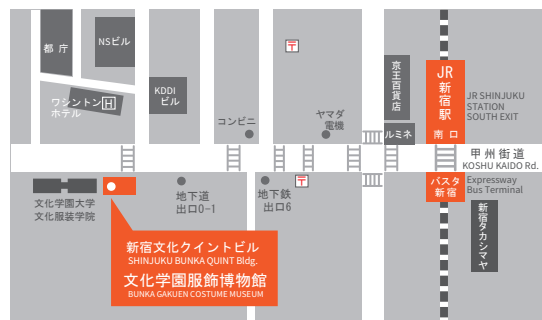 都 庁
NSビル
ワシントン
ホテル
H
KDDI
ビル
〒
コンビニ
ヤマダ
電機
京王百貨店
ルミネ
JR
新宿駅
南 口
JR SHINJUKU
STATION
SOUTH EXIT
甲州街道
KOSHU KAIDO Rd.
文化学園大学
文化服装学院
地下道
出口0-1
地下鉄
出口6
〒
バスタ
新宿
Expressway
Bus Terminal
新宿タカシマヤ
新宿文化クイントビル
SHINJUKU BUNKA QUINT Bldg.
文化学園服飾博物館
BUNKA GAKUEN COSTUME MUSEUM